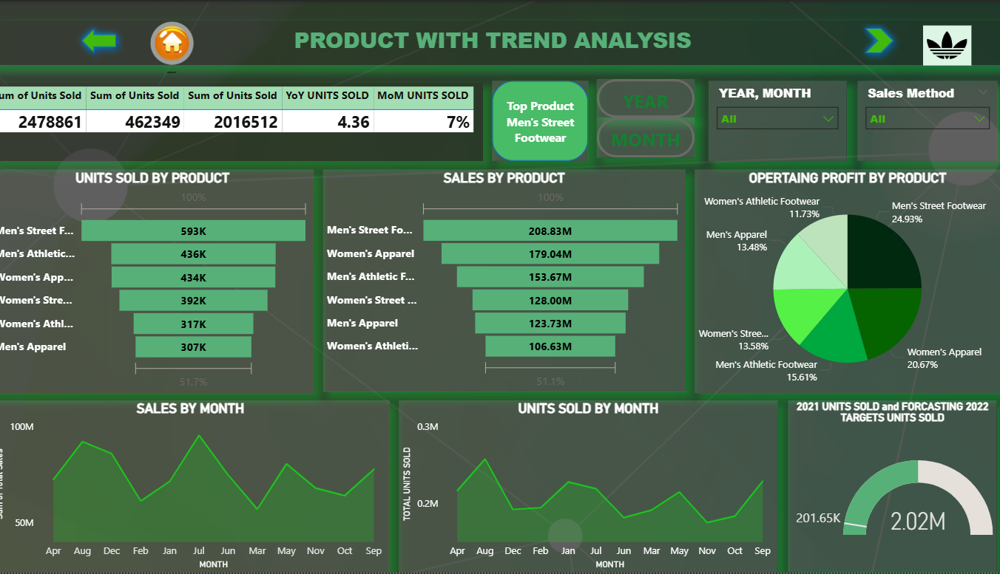 PRODUCT WITH TREND ANALYSIS
um of Units Sold Sum of Units Sold Sum of Units Sold YoY UNITS SOLD MoM UNITS SOLD
2478861 462349 2016512 4.36 7%
Top Product
Men's Street
Footwear
YEAR
MONTH
YEAR, MONTH
All
Sales Method
All
UNITS SOLD BY PRODUCT
100%
Men's Street F... 593K
Men's Athletic... 436K
Women's App... 434K
Women's Stre... 392K
Women's Athl... 317K
Men's Apparel 307K
51.7%
SALES BY PRODUCT
100%
Men's Street Fo... 208.83M
Women's Apparel 179.04M
Men's Athletic F... 153.67M
Women's Street ... 128.00M
Men's Apparel 123.73M
Women's Athleti... 106.63M
51.1%
OPERTAING PROFIT BY PRODUCT
Women's Athletic Footwear
11.73%
Men's Street Footwear
24.93%
Men's Apparel
13.48%
Women's Stree...
13.58%
Women's Apparel
20.67%
Men's Athletic Footwear
15.61%
SALES BY MONTH
100M
50M
Sum of Total Sales
Apr Aug Dec Feb Jan Jul Jun Mar May Nov Oct Sep
MONTH
UNITS SOLD BY MONTH
0.3M
0.2M
TOTAL UNITS SOLD
Apr Aug Dec Feb Jan Jul Jun Mar May Nov Oct Sep
MONTH
2021 UNITS SOLD and FORCASTING 2022
TARGETS UNITS SOLD
201.65K
2.02M